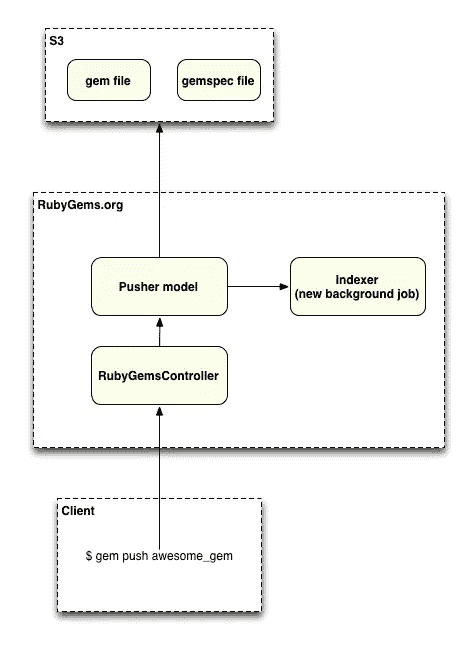 S3
gem file
gemspec file
RubyGems.org
Pusher model
Indexer
(new background job)
RubyGemsController
Client
$ gem push awesome_gem